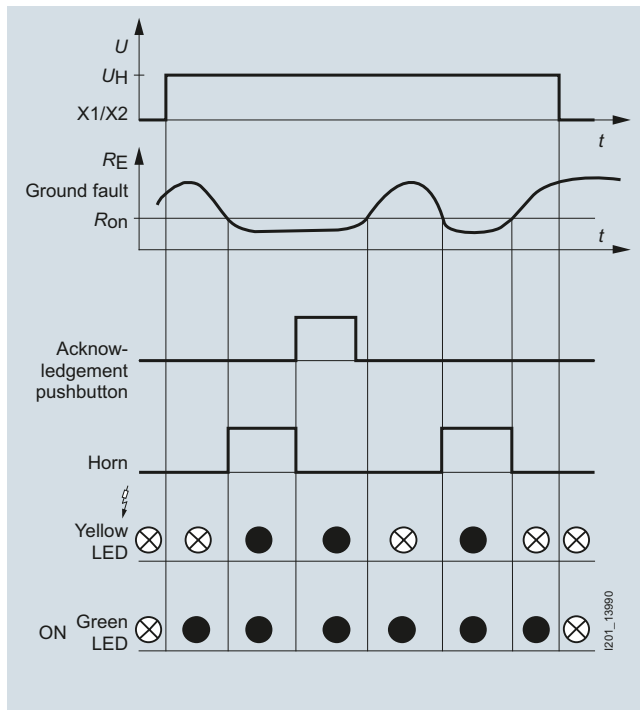 U
UH
X1/X2
t
RE
Ground fault
Ron
t
Acknow-
ledgement
pushbutton
Horn
Yellow
LED
ON Green
LED
I201_13990